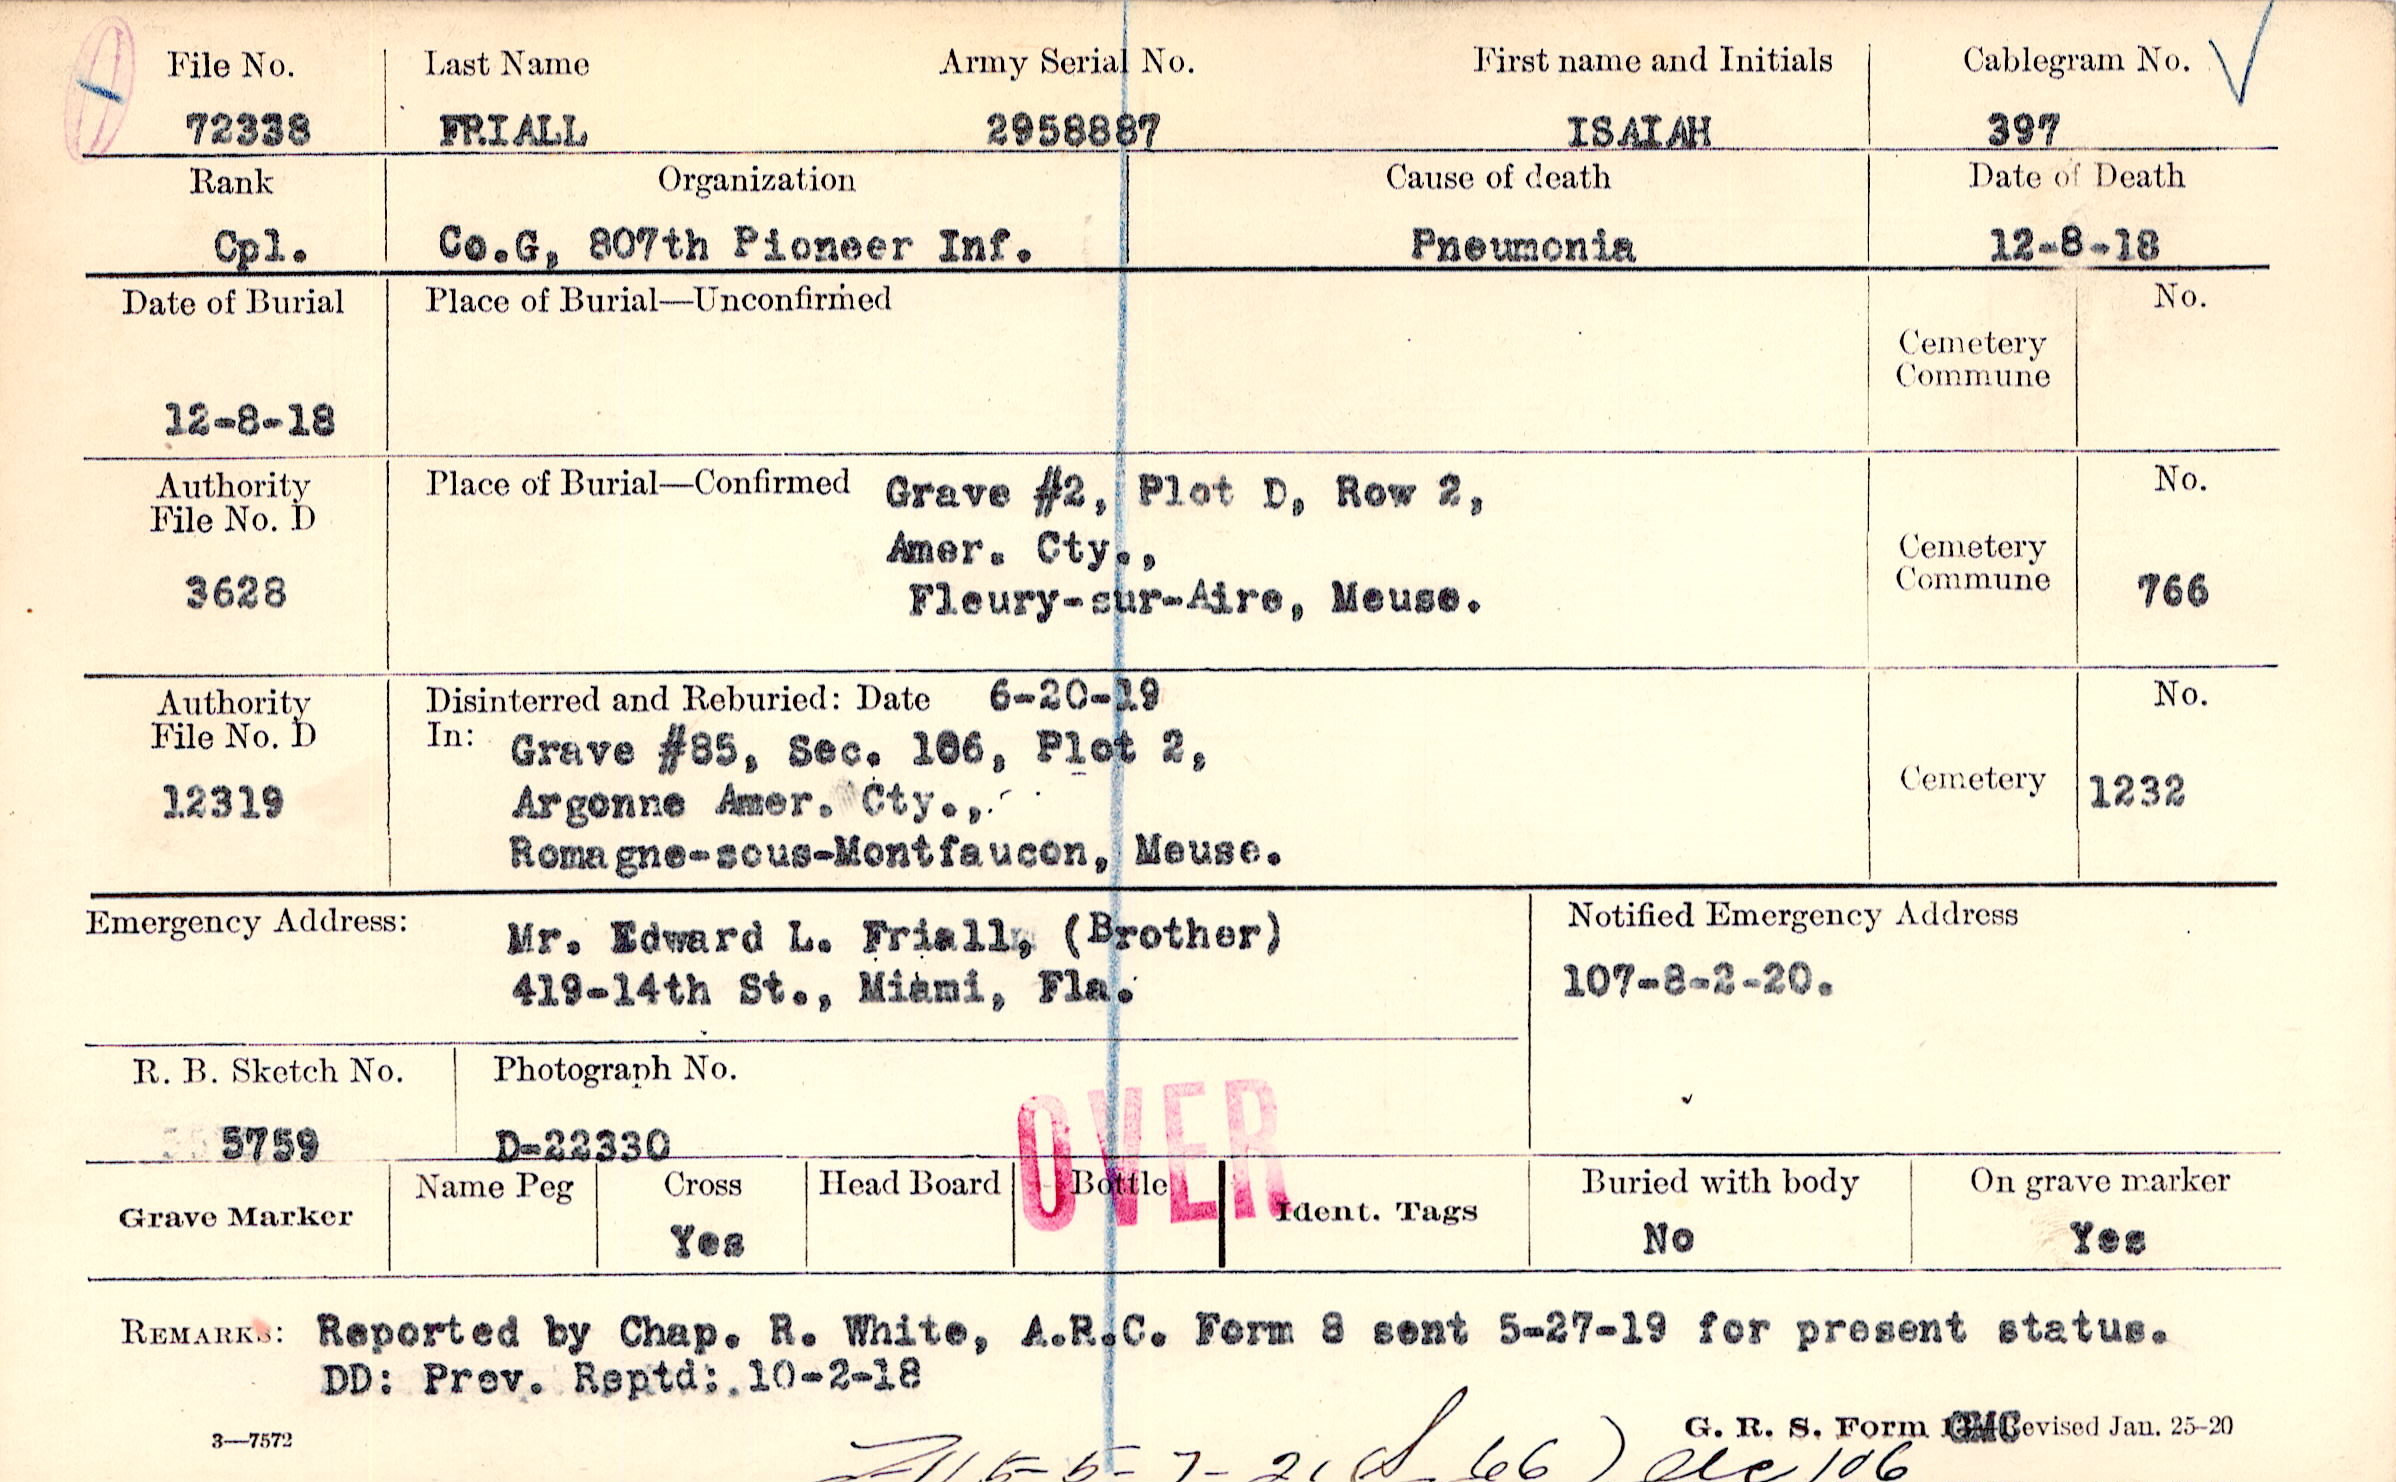 File No. Last Name Army Serial No. First name and Initials Cablegram No.
72338 FRIALL 2958887 ISAIAH 397
Rank Organization Cause of death Date of Death
Cpl. Co.G, 807th Pioneer Inf. Pneumonia 12-8-18
Date of Burial Place of Burial—Unconfirmed No.
Cemetery
Commune
12-8-18
Authority Place of Burial—Confirmed Grave #2, Plot D, Row 2, No.
File No. D
Amer. Cty., Cemetery
3628 Fleury-sur-Aire, Meuse. Commune 766
Authority Disinterred and Reburied: Date 6-20-19 No.
File No. D In: Grave #85, Sec. 106, Plot 2,
12319 Argonne Amer. Cty., Cemetery 1232
Romagne-sous-Montfaucon, Meuse.
Emergency Address: Mr. Edward L. Friall, (Brother) Notified Emergency Address
419-14th St., Miami, Fla. 107-8-2-20.
R. B. Sketch No. Photograph No.
5759 D-22330
OVER
Grave Marker Name Peg Cross Head Board Bottle Ident. Tags Buried with body On grave marker
Yes No Yes
REMARKS: Reported by Chap. R. White, A.R.C. Form 8 sent 5-27-19 for present status.
DD: Prev. Reptd: 10-2-18
3—7572 G. R. S. Form GMC Revised Jan. 25-20